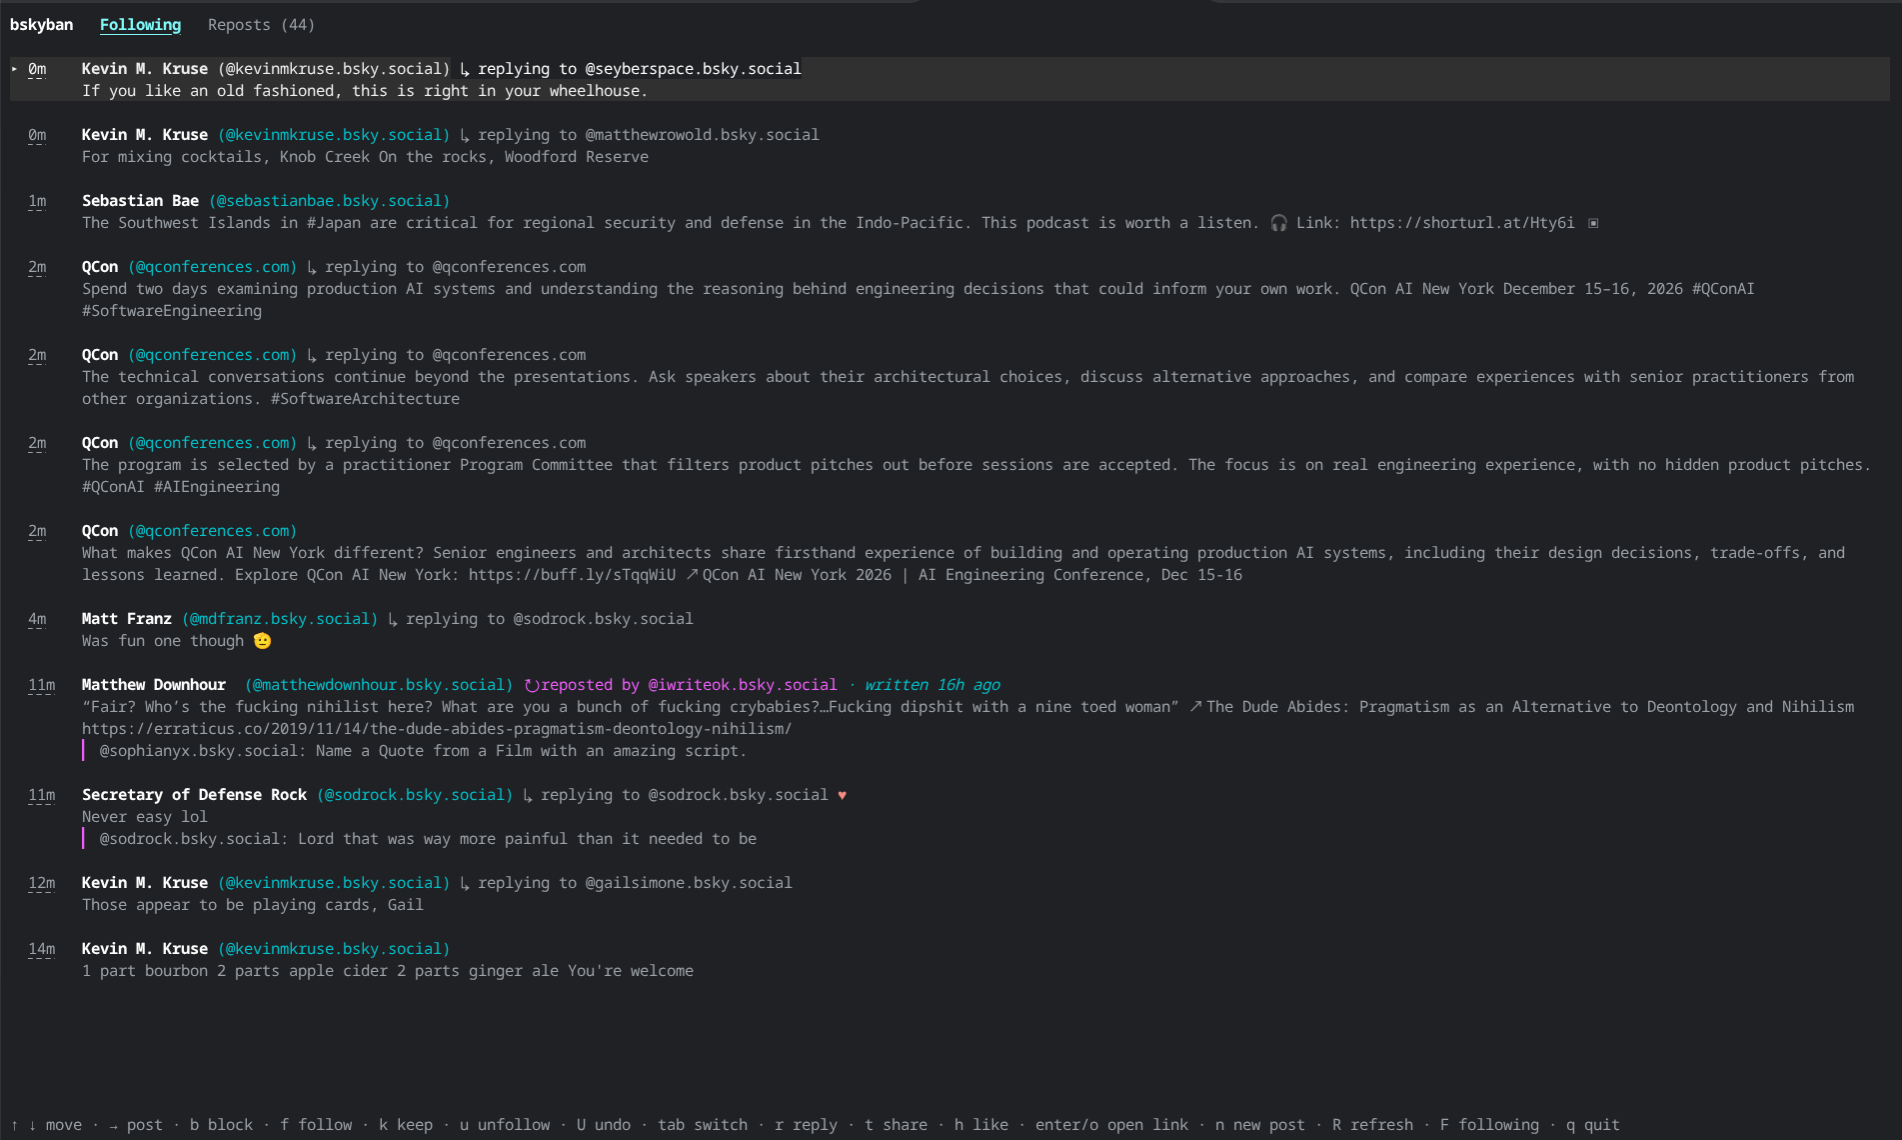 bskyban Following Reposts (44)
▸ 0m Kevin M. Kruse (@kevinmkruse.bsky.social) ↳ replying to @seyberspace.bsky.social
If you like an old fashioned, this is right in your wheelhouse.
0m Kevin M. Kruse (@kevinmkruse.bsky.social) ↳ replying to @matthewrowold.bsky.social
For mixing cocktails, Knob Creek On the rocks, Woodford Reserve
1m Sebastian Bae (@sebastianbae.bsky.social)
The Southwest Islands in #Japan are critical for regional security and defense in the Indo-Pacific. This podcast is worth a listen. 🎧 Link: https://shorturl.at/Hty6i ▣
2m QCon (@qconferences.com) ↳ replying to @qconferences.com
Spend two days examining production AI systems and understanding the reasoning behind engineering decisions that could inform your own work. QCon AI New York December 15–16, 2026 #QConAI
#SoftwareEngineering
2m QCon (@qconferences.com) ↳ replying to @qconferences.com
The technical conversations continue beyond the presentations. Ask speakers about their architectural choices, discuss alternative approaches, and compare experiences with senior practitioners from
other organizations. #SoftwareArchitecture
2m QCon (@qconferences.com) ↳ replying to @qconferences.com
The program is selected by a practitioner Program Committee that filters product pitches out before sessions are accepted. The focus is on real engineering experience, with no hidden product pitches.
#QConAI #AIEngineering
2m QCon (@qconferences.com)
What makes QCon AI New York different? Senior engineers and architects share firsthand experience of building and operating production AI systems, including their design decisions, trade-offs, and
lessons learned. Explore QCon AI New York: https://buff.ly/sTqqWiU ↗ QCon AI New York 2026 | AI Engineering Conference, Dec 15-16
4m Matt Franz (@mdfranz.bsky.social) ↳ replying to @sodrock.bsky.social
Was fun one though 🫡
11m Matthew Downhour (@matthewdownhour.bsky.social) ↻ reposted by @iwriteok.bsky.social · written 16h ago
“Fair? Who’s the fucking nihilist here? What are you a bunch of fucking crybabies?…Fucking dipshit with a nine toed woman” ↗ The Dude Abides: Pragmatism as an Alternative to Deontology and Nihilism
https://erraticus.co/2019/11/14/the-dude-abides-pragmatism-deontology-nihilism/
@sophianyx.bsky.social: Name a Quote from a Film with an amazing script.
11m Secretary of Defense Rock (@sodrock.bsky.social) ↳ replying to @sodrock.bsky.social ♥
Never easy lol
@sodrock.bsky.social: Lord that was way more painful than it needed to be
12m Kevin M. Kruse (@kevinmkruse.bsky.social) ↳ replying to @gailsimone.bsky.social
Those appear to be playing cards, Gail
14m Kevin M. Kruse (@kevinmkruse.bsky.social)
1 part bourbon 2 parts apple cider 2 parts ginger ale You're welcome
↑ ↓ move · → post · b block · f follow · k keep · u unfollow · U undo · tab switch · r reply · t share · h like · enter/o open link · n new post · R refresh · F following · q quit